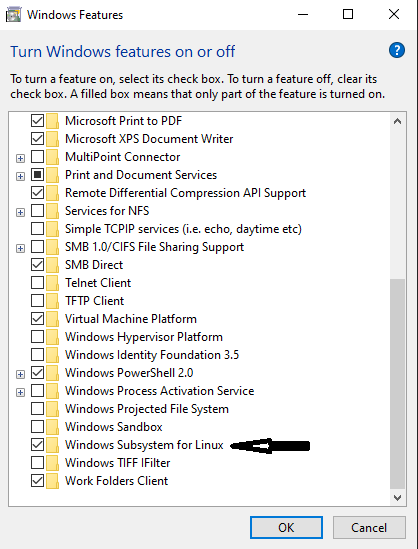 Windows Features
Turn Windows features on or off
To turn a feature on, select its check box. To turn a feature off, clear its
check box. A filled box means that only part of the feature is turned on.
Microsoft Print to PDF
Microsoft XPS Document Writer
MultiPoint Connector
Print and Document Services
Remote Differential Compression API Support
Services for NFS
Simple TCPIP services (i.e. echo, daytime etc)
SMB 1.0/CIFS File Sharing Support
SMB Direct
Telnet Client
TFTP Client
Virtual Machine Platform
Windows Hypervisor Platform
Windows Identity Foundation 3.5
Windows PowerShell 2.0
Windows Process Activation Service
Windows Projected File System
Windows Sandbox
Windows Subsystem for Linux
Windows TIFF IFilter
Work Folders Client
OK
Cancel